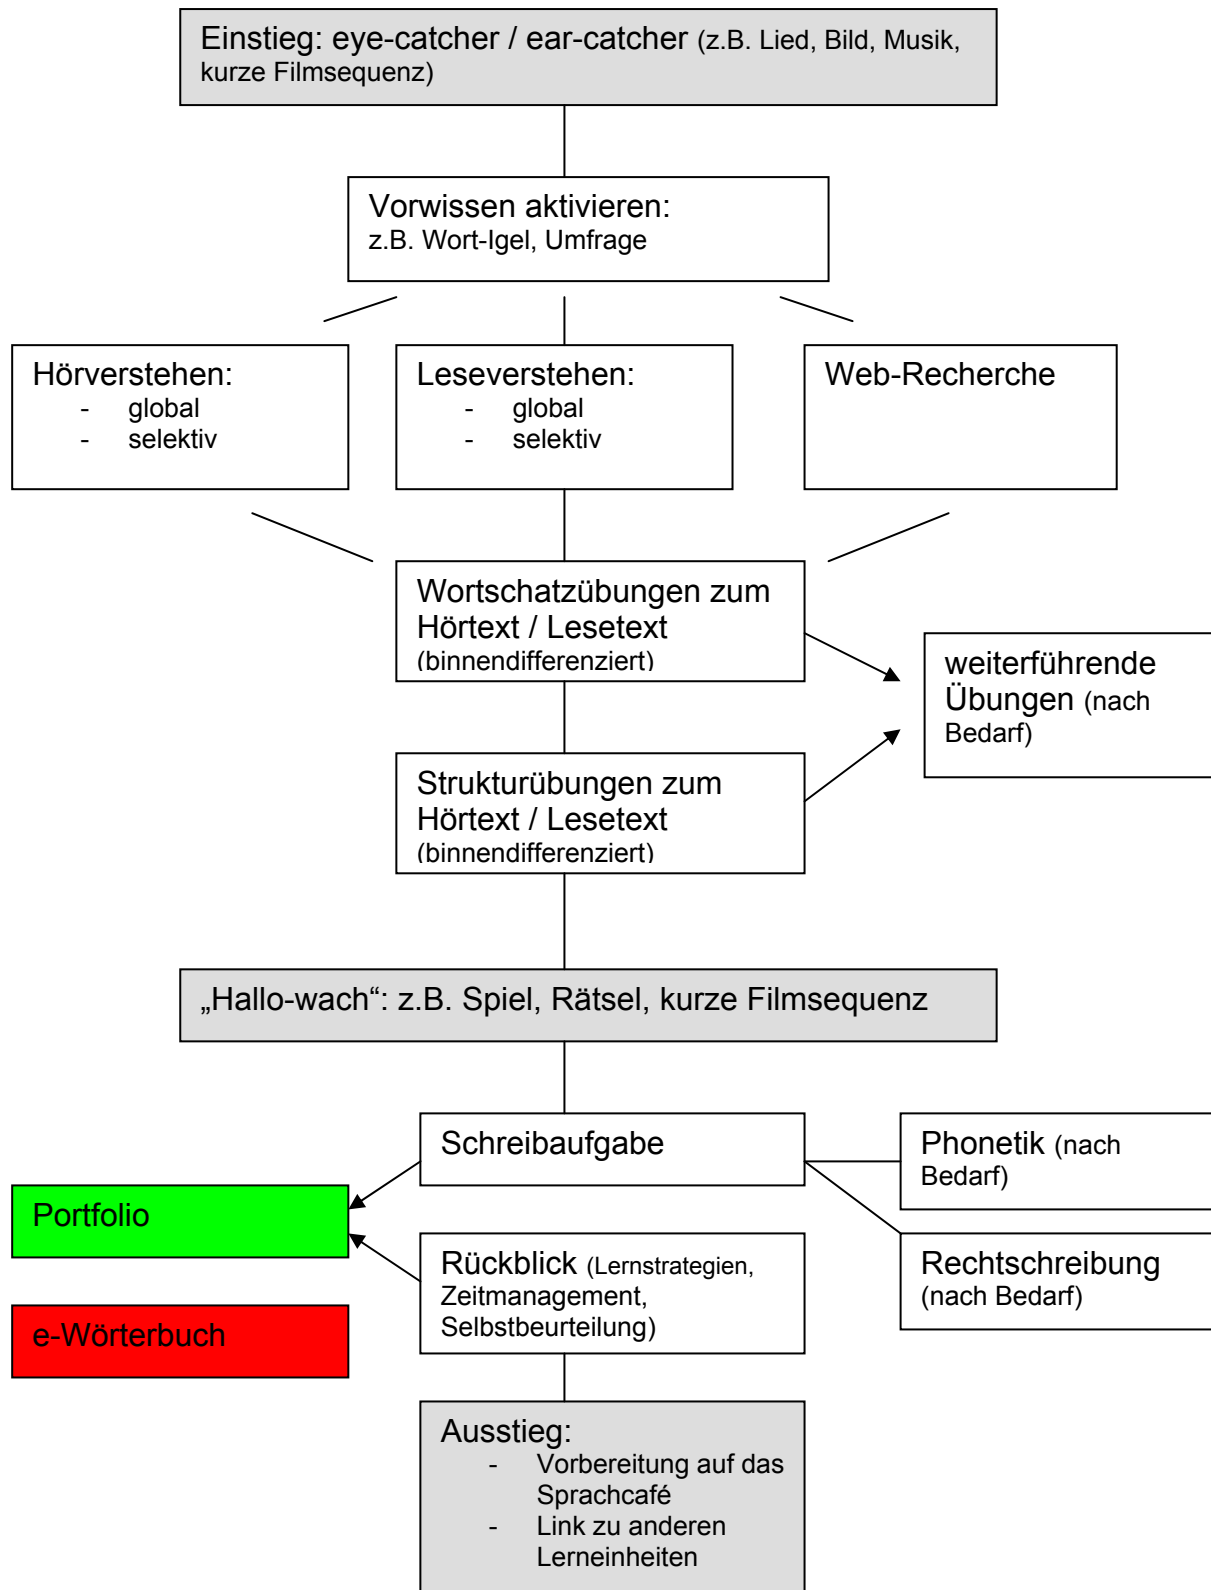 Einstieg: eye-catcher / ear-catcher (z.B. Lied, Bild, Musik,
kurze Filmsequenz)
Vorwissen aktivieren:
z.B. Wort-Igel, Umfrage
Hörverstehen:
- global
- selektiv
Leseverstehen:
- global
- selektiv
Web-Recherche
Wortschatzübungen zum
Hörtext / Lesetext
(binnendifferenziert)
weiterführende
Übungen (nach
Bedarf)
Strukturübungen zum
Hörtext / Lesetext
(binnendifferenziert)
„Hallo-wach“: z.B. Spiel, Rätsel, kurze Filmsequenz
Schreibaufgabe
Phonetik (nach
Bedarf)
Portfolio
Rückblick (Lernstrategien,
Zeitmanagement,
Selbstbeurteilung)
Rechtschreibung
(nach Bedarf)
e-Wörterbuch
Ausstieg:
- Vorbereitung auf das
Sprachcafé
- Link zu anderen
Lerneinheiten